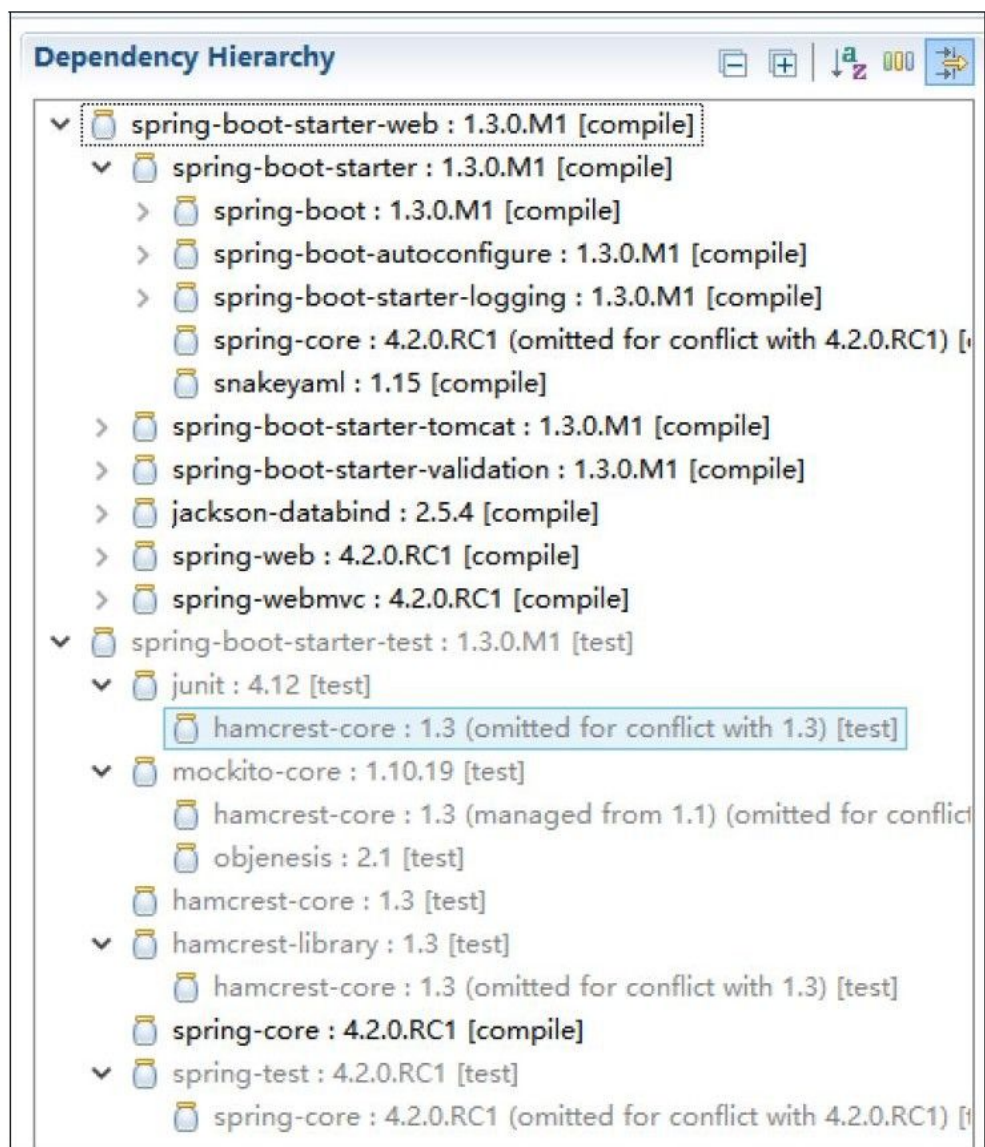 Dependency Hierarchy
spring-boot-starter-web : 1.3.0.M1 [compile]
spring-boot-starter : 1.3.0.M1 [compile]
spring-boot : 1.3.0.M1 [compile]
spring-boot-autoconfigure : 1.3.0.M1 [compile]
spring-boot-starter-logging : 1.3.0.M1 [compile]
spring-core : 4.2.0.RC1 (omitted for conflict with 4.2.0.RC1) [
snakeyaml : 1.15 [compile]
spring-boot-starter-tomcat : 1.3.0.M1 [compile]
spring-boot-starter-validation : 1.3.0.M1 [compile]
jackson-databind : 2.5.4 [compile]
spring-web : 4.2.0.RC1 [compile]
spring-webmvc : 4.2.0.RC1 [compile]
spring-boot-starter-test : 1.3.0.M1 [test]
junit : 4.12 [test]
hamcrest-core : 1.3 (omitted for conflict with 1.3) [test]
mockito-core : 1.10.19 [test]
hamcrest-core : 1.3 (managed from 1.1) (omitted for conflict
objenesis : 2.1 [test]
hamcrest-core : 1.3 [test]
hamcrest-library : 1.3 [test]
hamcrest-core : 1.3 (omitted for conflict with 1.3) [test]
spring-core : 4.2.0.RC1 [compile]
spring-test : 4.2.0.RC1 [test]
spring-core : 4.2.0.RC1 (omitted for conflict with 4.2.0.RC1) [t